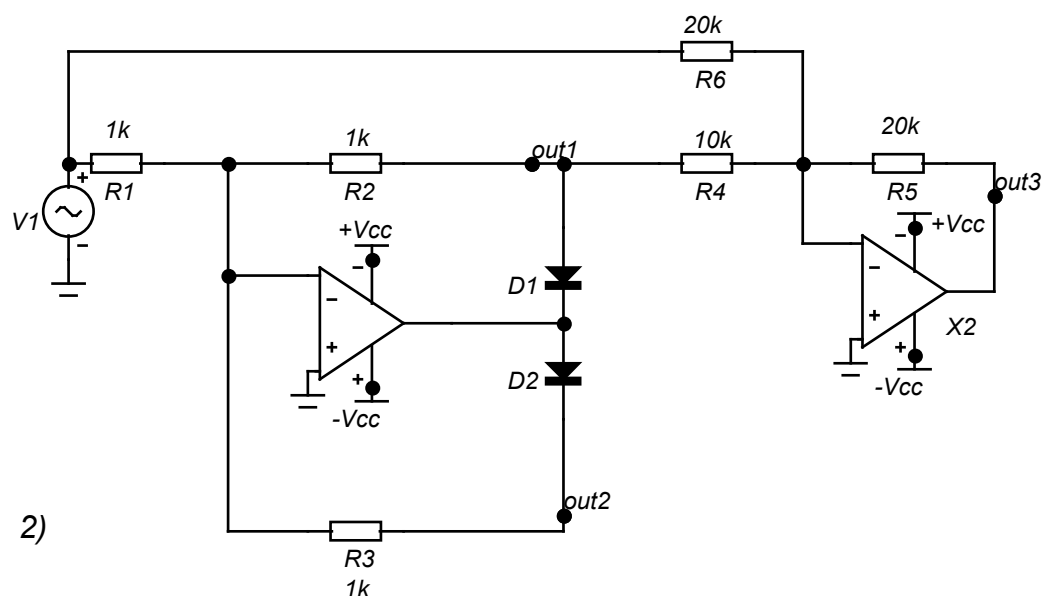 20k
R6
1k
1k
out1
10k
20k
+
R1
R2
R4
R5
out3
V1
−
+Vcc
−
+Vcc
−
D1
−
−
+
+
X2
+
D2
+
-Vcc
-Vcc
out2
2)
R3
1k